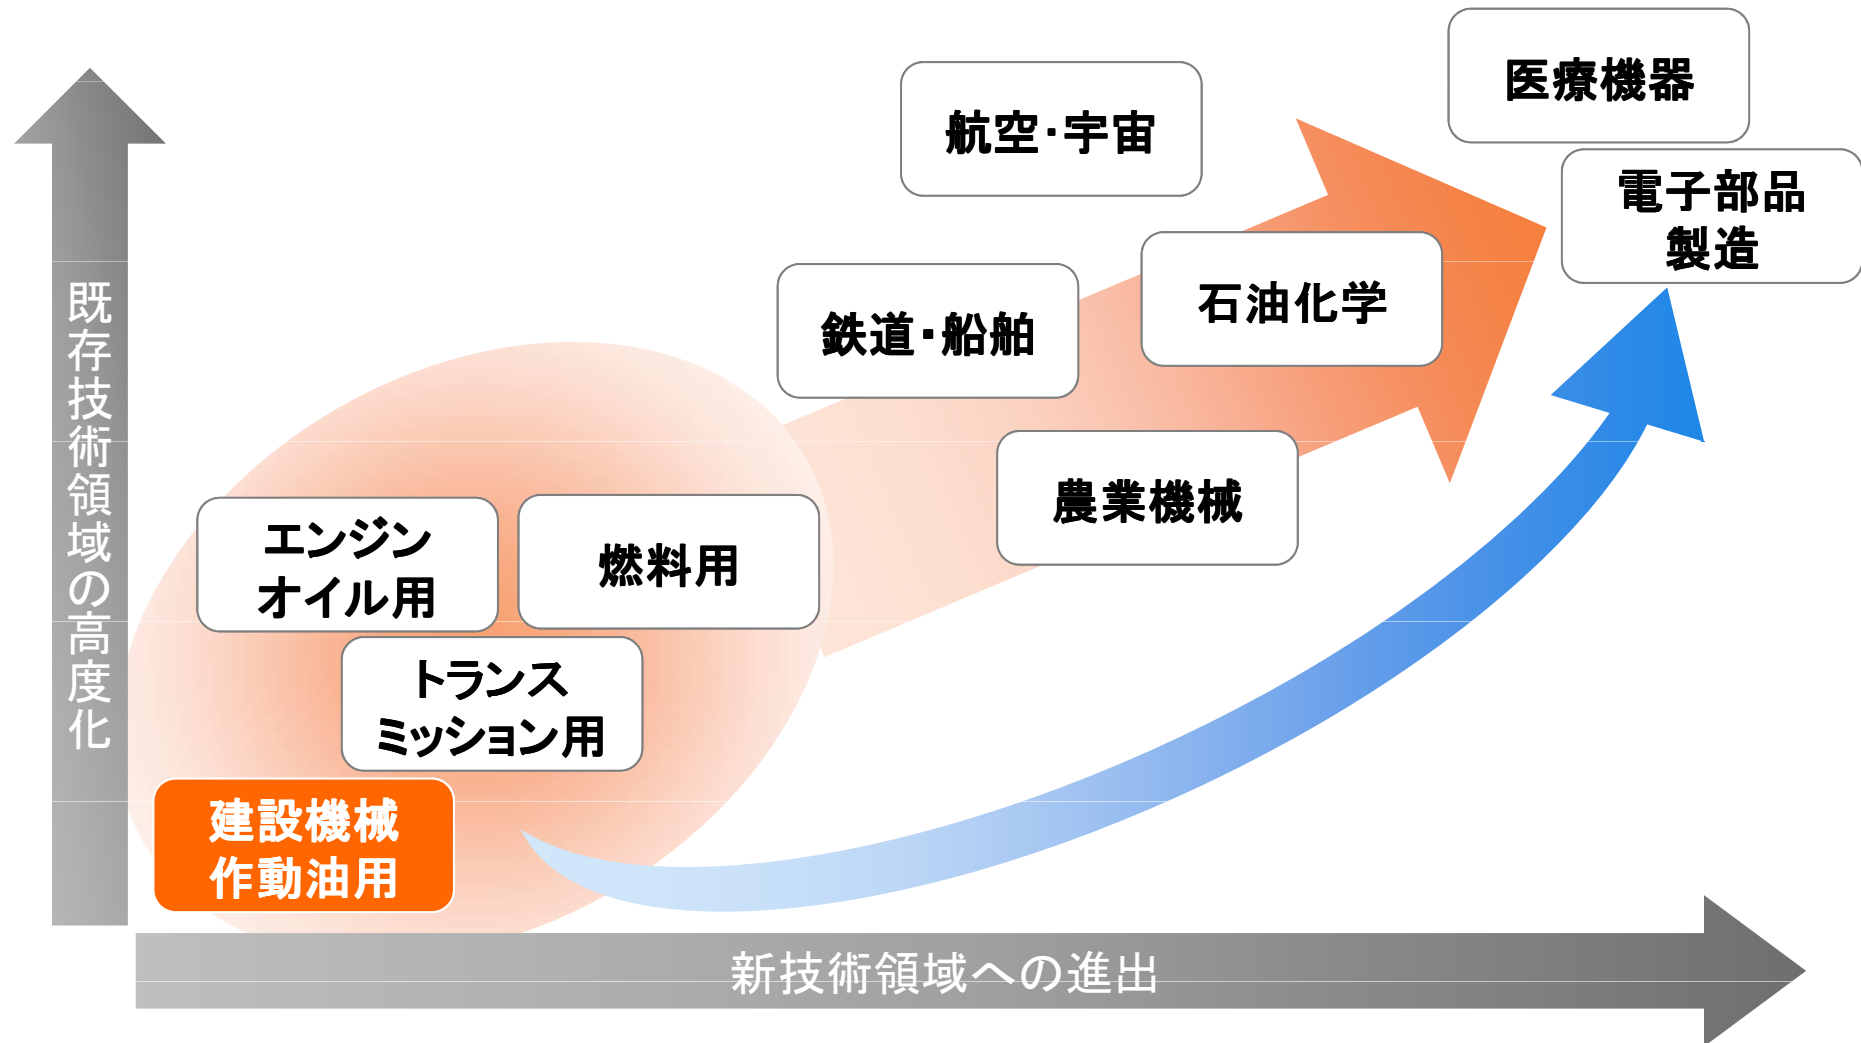 医療機器
航空・宇宙
電子部品
製造
石油化学
鉄道・船舶
農業機械
エンジン
オイル用
燃料用
トランス
ミッション用
建設機械
作動油用
既存技術領域の高度化
新技術領域への進出